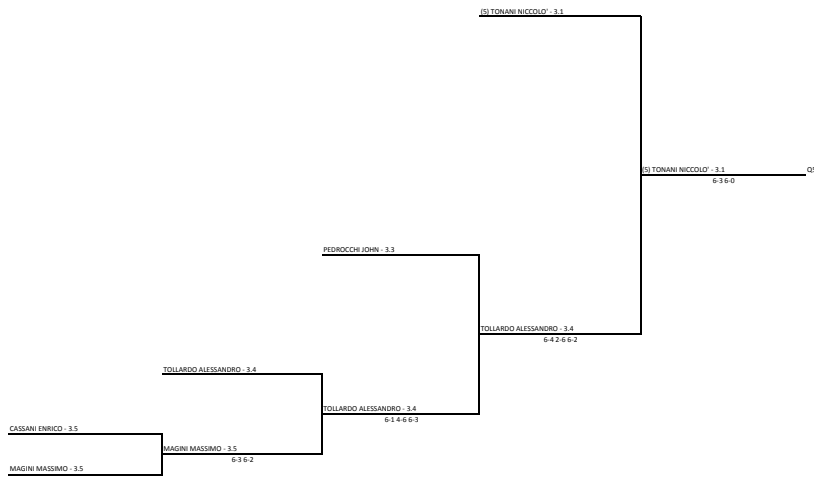 (5) TONANI NICCOLO' - 3.1
(5) TONANI NICCOLO' - 3.1
6-3 6-0
PEDROCCHI JOHN - 3.3
TOLLARDO ALESSANDRO - 3.4
6-4 2-6 6-2
TOLLARDO ALESSANDRO - 3.4
TOLLARDO ALESSANDRO - 3.4
6-1 4-6 6-3
CASSANI ENRICO - 3.5
MAGINI MASSIMO - 3.5
6-3 6-2
MAGINI MASSIMO - 3.5